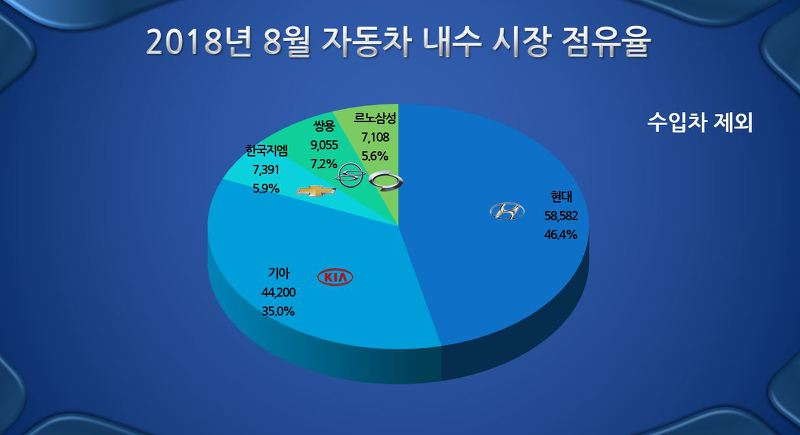 2018년 8월 자동차 내수 시장 점유율
수입차 제외
르노삼성
7,108
5.6%
쌍용
9,055
7.2%
한국지엠
7,391
5.9%
현대
58,582
46.4%
기아
44,200
35.0%
KIA